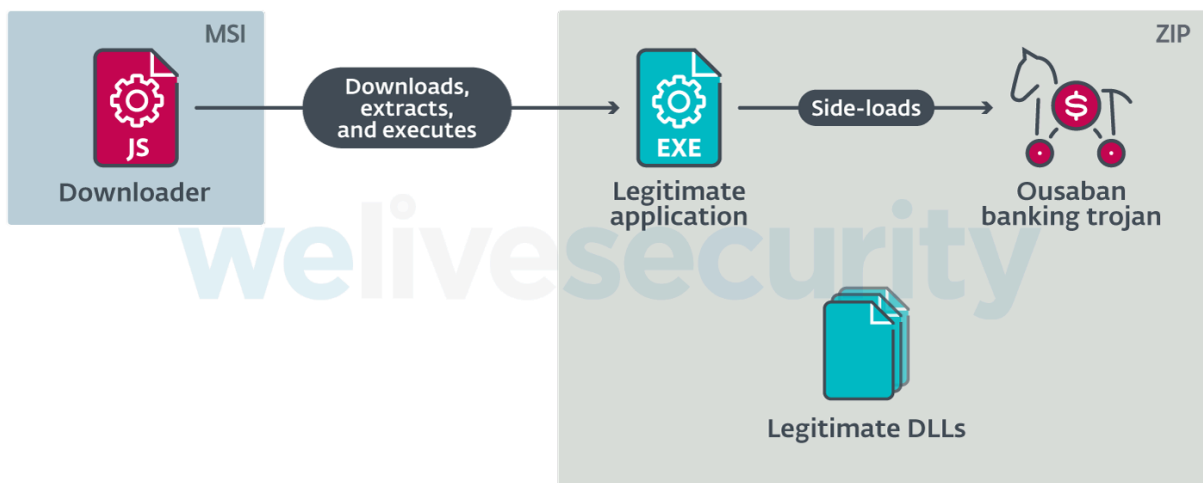 MSI
JS
Downloader
Downloads,
extracts,
and executes
ZIP
EXE
Legitimate
application
Side-loads
$
Ousaban
banking trojan
Legitimate DLLs
welivesecurity